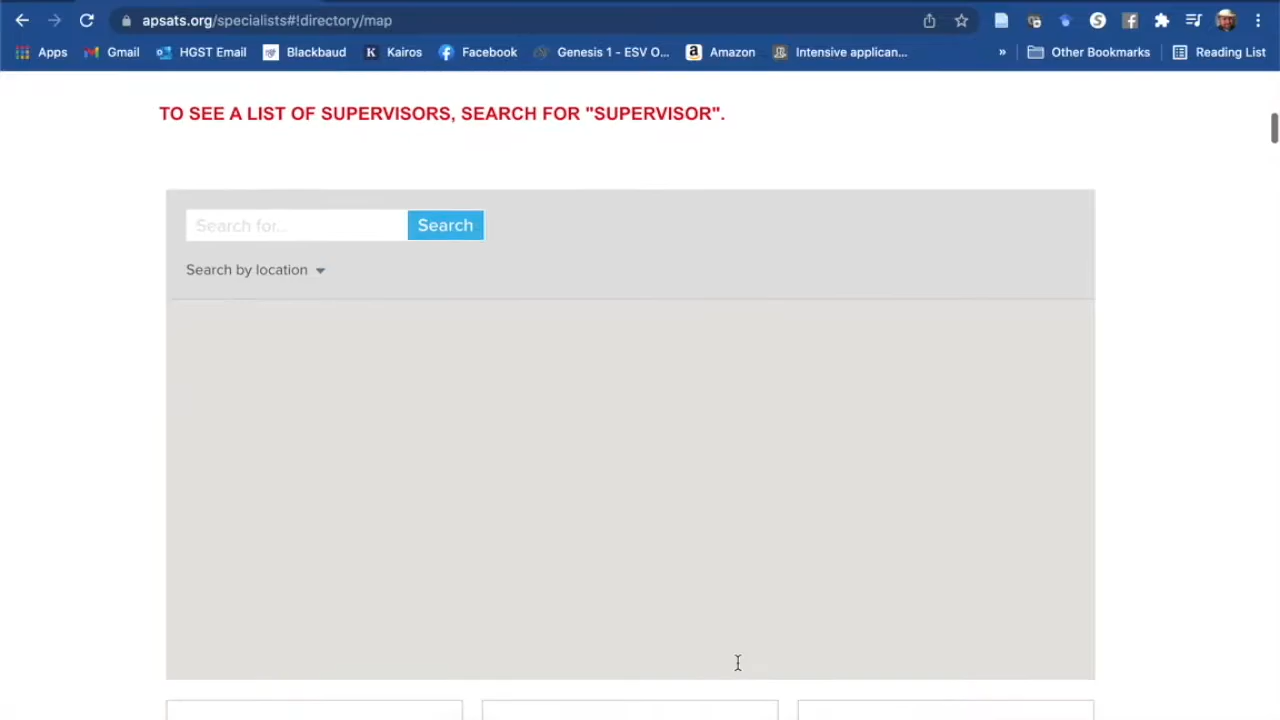 apsats.org/specialists#!directory/map
Apps Gmail HGST Email Blackbaud K Kairos Facebook Genesis 1 - ESV O... a Amazon Intensive applican... » Other Bookmarks Reading List
TO SEE A LIST OF SUPERVISORS, SEARCH FOR "SUPERVISOR".
Search for... Search
Search by location